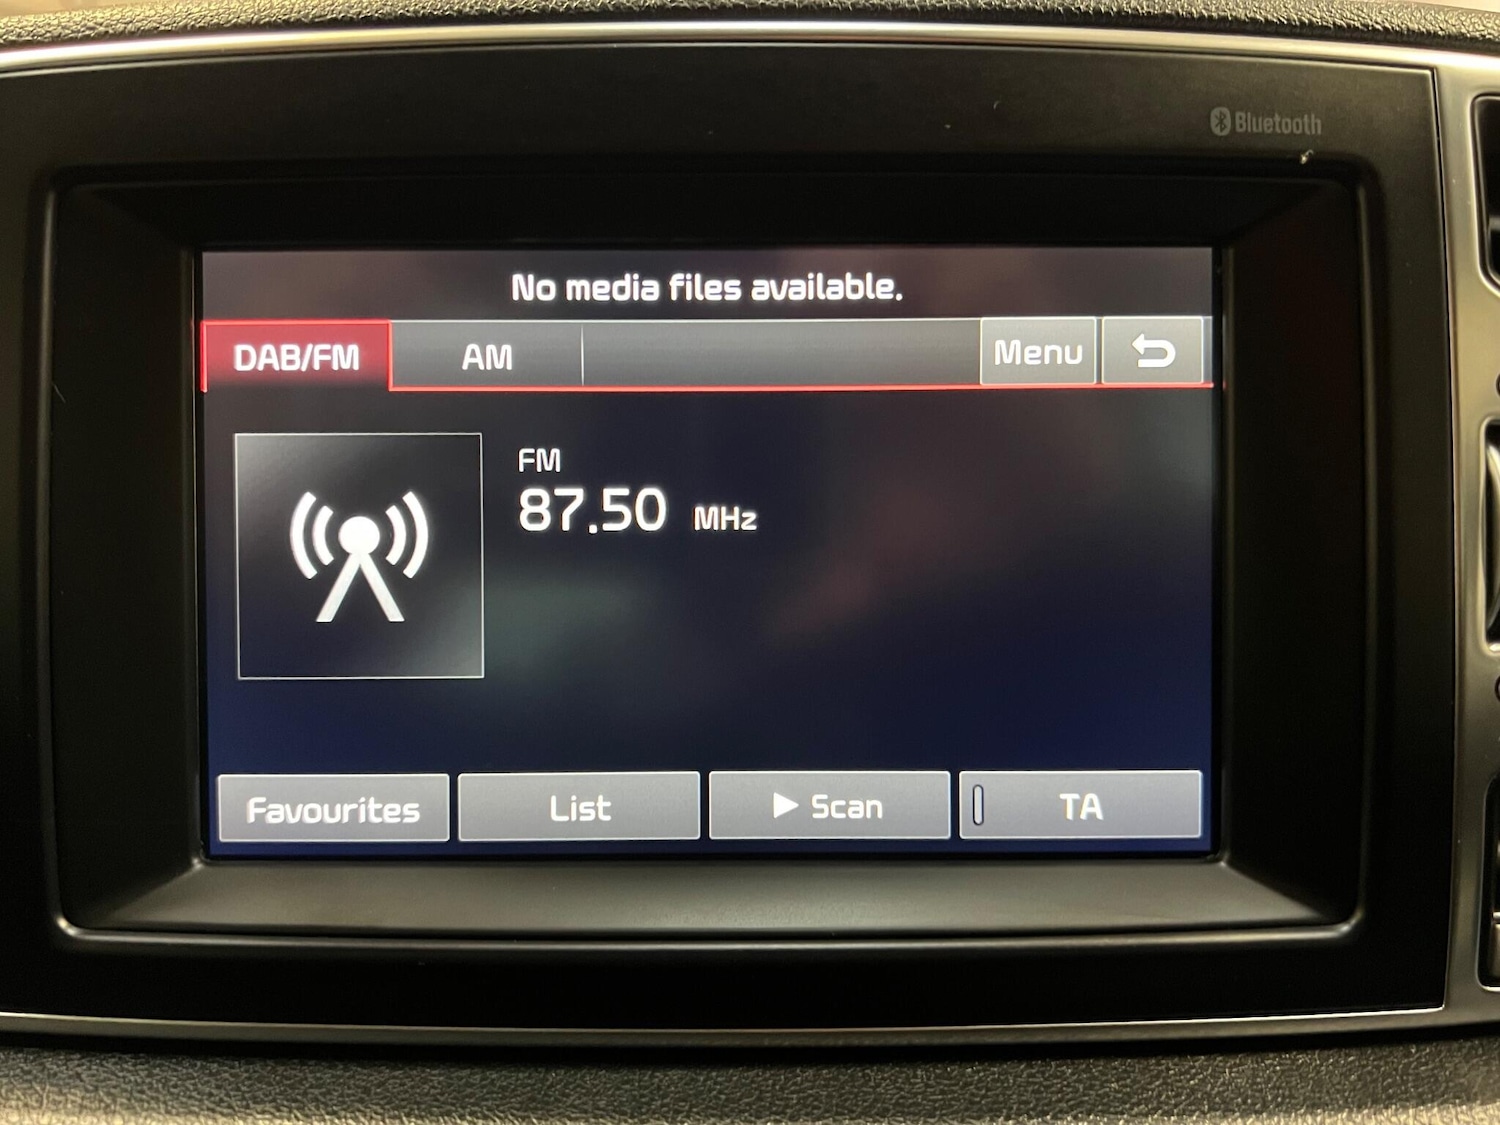 Bluetooth
No media files available.
DAB/FM AM Menu
FM
87.50 MHz
Favourites List Scan TA